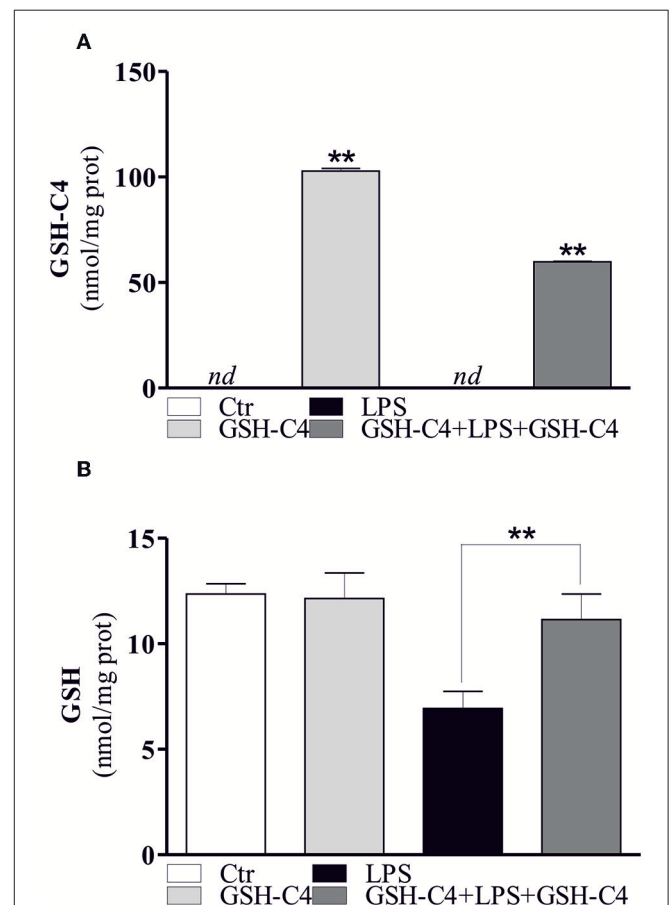 A
150
100
50
0
GSH-C4
(nmol/mg prot)
**
**
nd
nd
Ctr
LPS
GSH-C4
GSH-C4+LPS+GSH-C4
B
15
10
5
0
GSH
(nmol/mg prot)
**
Ctr
LPS
GSH-C4
GSH-C4+LPS+GSH-C4